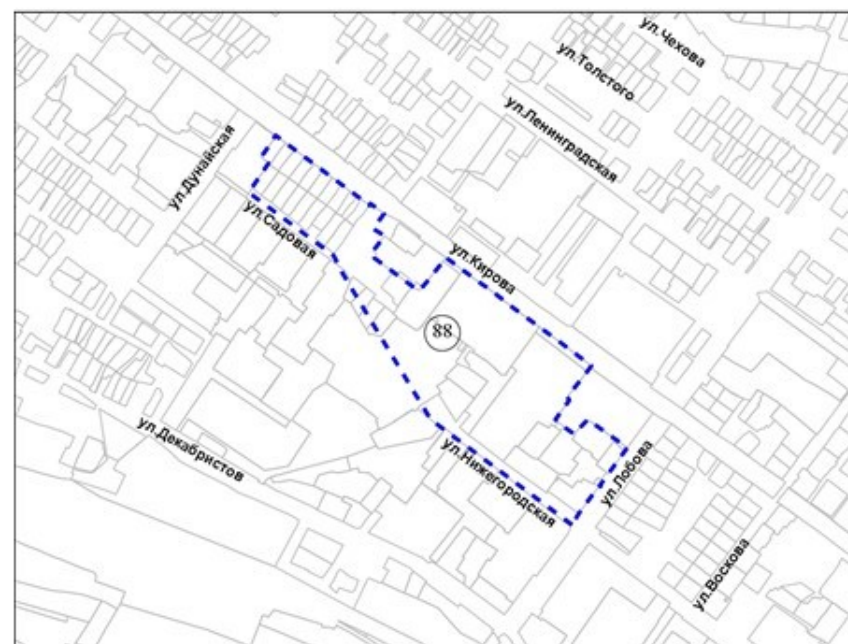 ул.Чехова
ул.Толстого
ул.Ленинградская
ул.Дунайская
ул.Садовая
ул.Кирова
88
ул.Декабристов
ул.Нижегородская
ул.Лобова
ул.Воскова